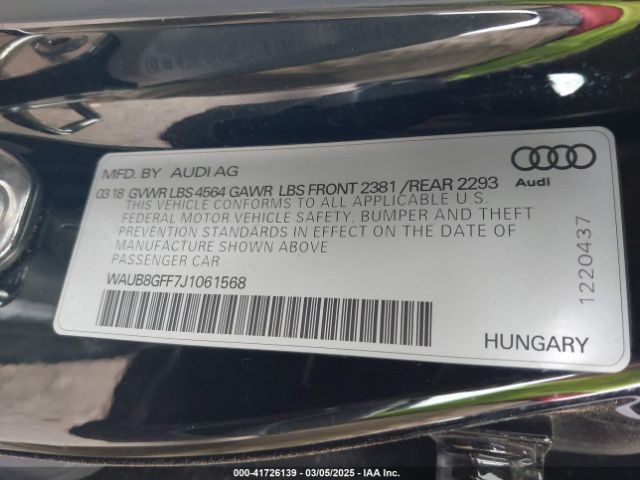 MFD. BY AUDI AG
03 18 GVWR LBS 4564 GAWR LBS FRONT 2381 /REAR 2293
THIS VEHICLE CONFORMS TO ALL APPLICABLE U.S.
FEDERAL MOTOR VEHICLE SAFETY, BUMPER AND THEFT
PREVENTION STANDARDS IN EFFECT ON THE DATE OF
MANUFACTURE SHOWN ABOVE
PASSENGER CAR
WAUB8GFF7J1061568
Audi
1220437
HUNGARY
000-41726139 — 03/05/2025 — IAA Inc.